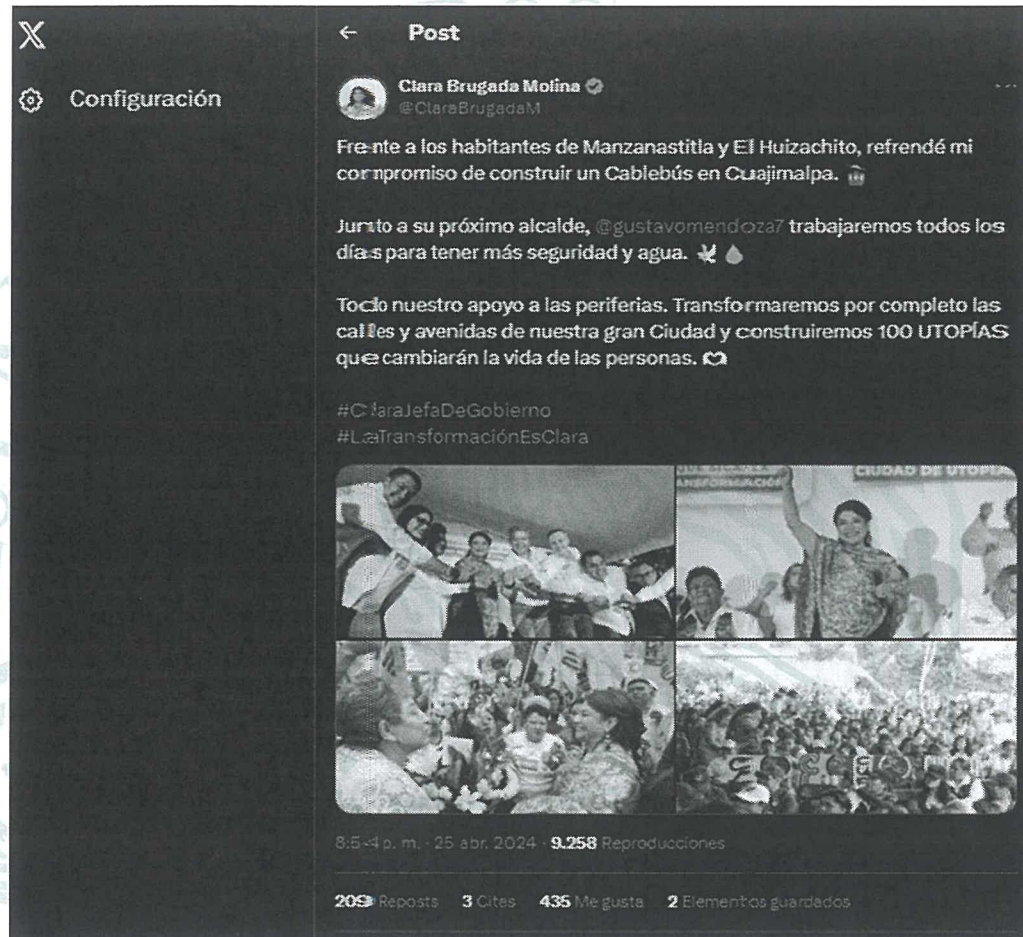 X
Configuración
← Post
Clara Brugada Molina
@ClaraBrugadaM
Frente a los habitantes de Manzanastitla y El Huizachito, refrendé mi
compromiso de construir un Cablebús en Cuajimalpa. 🚠
Junto a su próximo alcalde, @gustavomendoza7 trabajaremos todos los
días para tener más seguridad y agua. 🕊️💧
Todo nuestro apoyo a las periferias. Transformaremos por completo las
calles y avenidas de nuestra gran Ciudad y construiremos 100 UTOPÍAS
que cambiarán la vida de las personas. 🫶
#ClaraJefaDeGobierno
#LaTransformaciónEsClara
CIUDAD DE UTOPÍA
8:54 p. m. · 25 abr. 2024 · 9.258 Reproducciones
209 Reposts 3 Citas 435 Me gusta 2 Elementos guardados